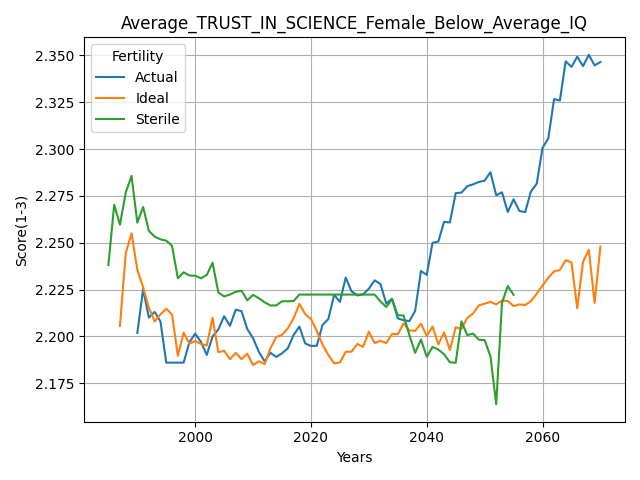 Average_TRUST_IN_SCIENCE_Female_Below_Average_IQ
Fertility
Actual
Ideal
Sterile
Score(1-3)
2.350
2.325
2.300
2.275
2.250
2.225
2.200
2.175
2000
2020
2040
2060
Years